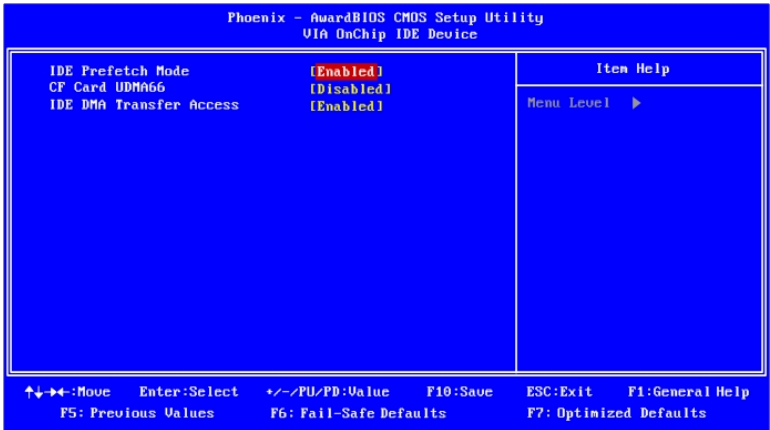 Phoenix - AwardBIOS CMOS Setup Utility
VIA OnChip IDE Device
IDE Prefetch Mode [Enabled]
CF Card UDMA66 [Disabled]
IDE DMA Transfer Access [Enabled]
Item Help
Menu Level ▶
↑↓→←:Move Enter:Select +/-/PU/PD:Value F10:Save ESC:Exit F1:General Help
F5: Previous Values F6: Fail-Safe Defaults F7: Optimized Defaults